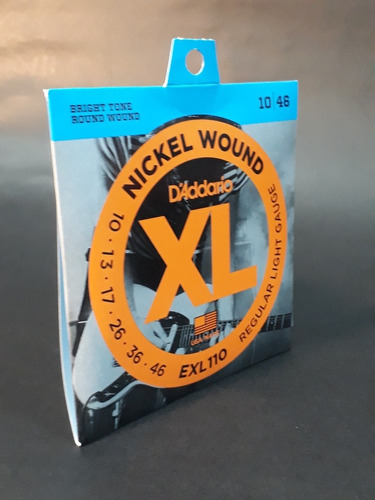 BRIGHT TONE
ROUND WOUND
10/46
NICKEL WOUND
D'Addario
XL
10 · 13 · 17 · 26 · 36 · 46
EXL110
REGULAR LIGHT GAUGE